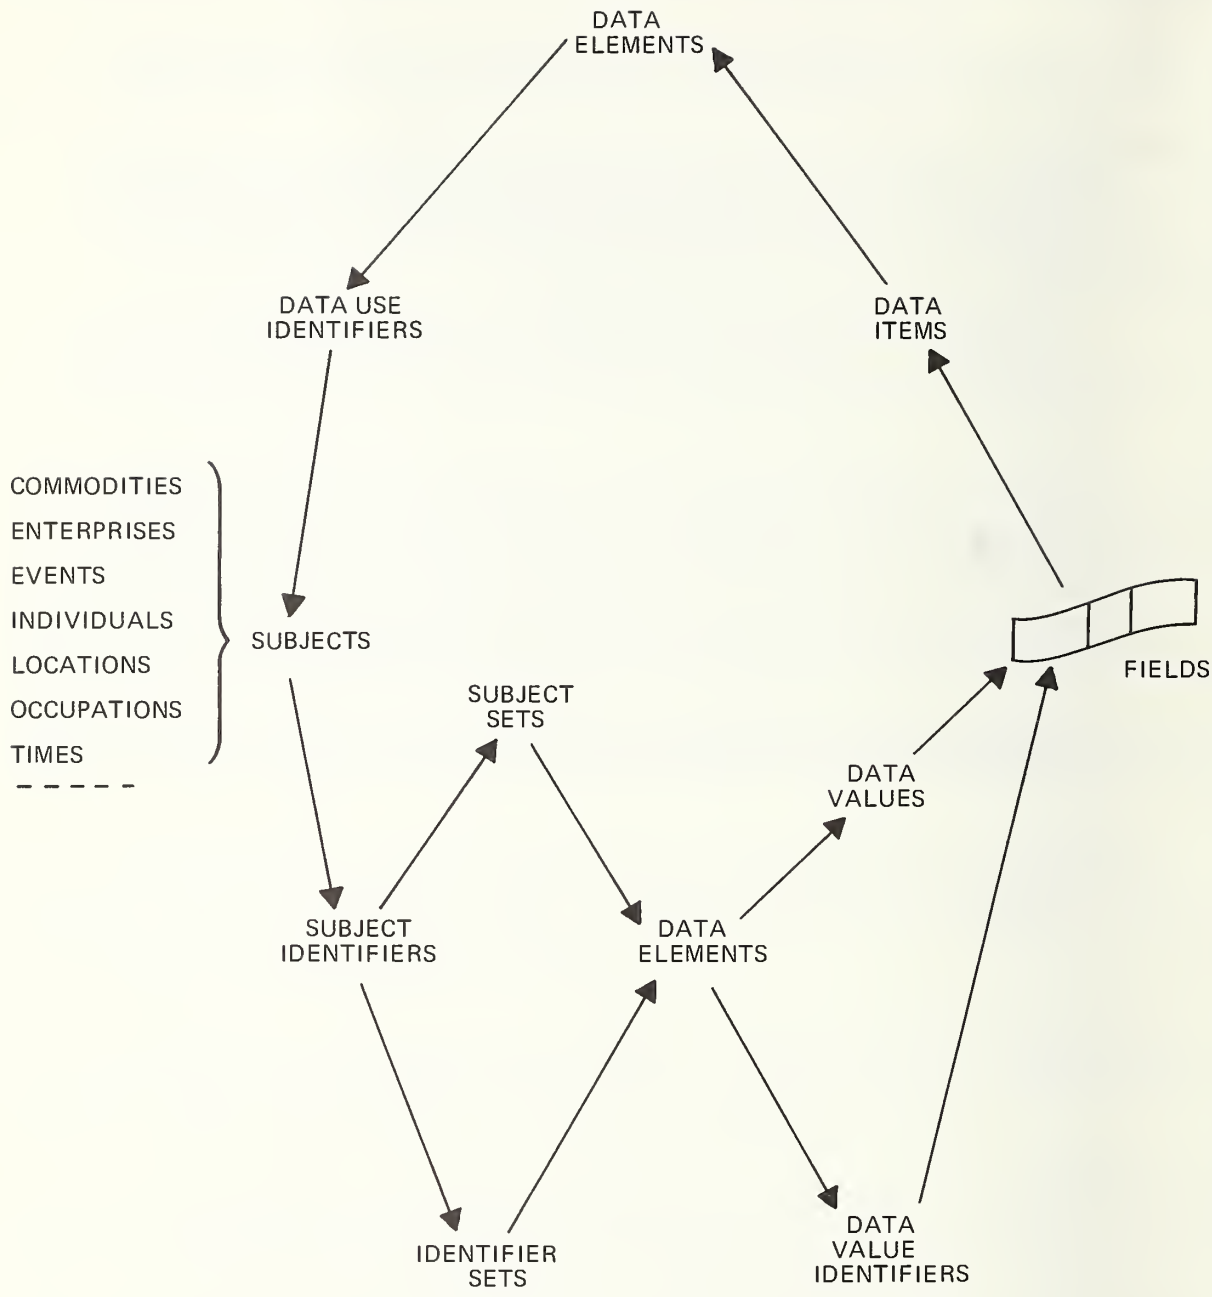 DATA
ELEMENTS
DATA USE
IDENTIFIERS
DATA
ITEMS
COMMODITIES
ENTERPRISES
EVENTS
INDIVIDUALS
LOCATIONS
OCCUPATIONS
TIMES
SUBJECTS
FIELDS
SUBJECT
SETS
DATA
VALUES
SUBJECT
IDENTIFIERS
DATA
ELEMENTS
IDENTIFIER
SETS
DATA
VALUE
IDENTIFIERS